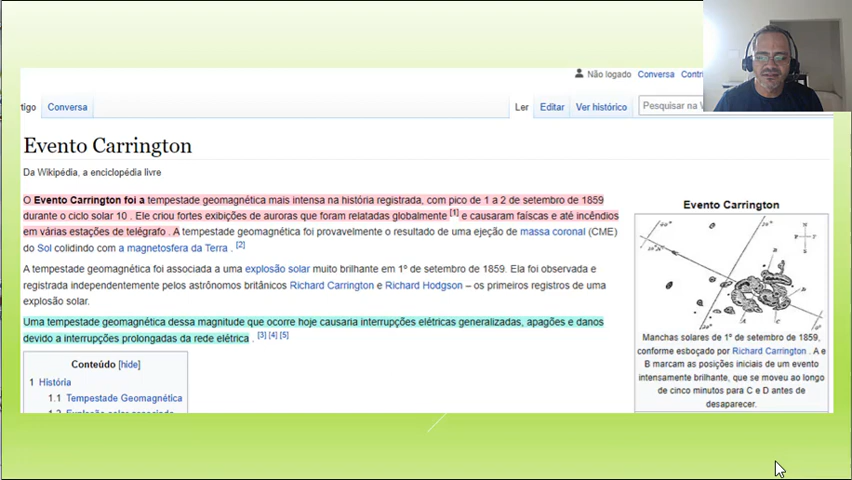 Não logado Conversa
tigo Conversa Ler Editar Ver histórico Pesquisar na
Evento Carrington
Da Wikipédia, a enciclopédia livre
O Evento Carrington foi a tempestade geomagnética mais intensa na história registrada, com pico de 1 a 2 de setembro de 1859
durante o ciclo solar 10 . Ele criou fortes exibições de auroras que foram relatadas globalmente [1] e causaram faíscas e até incêndios
em várias estações de telégrafo . A tempestade geomagnética foi provavelmente o resultado de uma ejeção de massa coronal (CME)
do Sol colidindo com a magnetosfera da Terra . [2]
A tempestade geomagnética foi associada a uma explosão solar muito brilhante em 1º de setembro de 1859. Ela foi observada e
registrada independentemente pelos astrônomos britânicos Richard Carrington e Richard Hodgson – os primeiros registros de uma
explosão solar.
Uma tempestade geomagnética dessa magnitude que ocorre hoje causaria interrupções elétricas generalizadas, apagões e danos
devido a interrupções prolongadas da rede elétrica . [3] [4] [5]
Conteúdo [hide]
1 História
1.1 Tempestade Geomagnética
1.2 Explosão solar associada
Evento Carrington
Manchas solares de 1º de setembro de 1859,
conforme esboçado por Richard Carrington . A e
B marcam as posições iniciais de um evento
intensamente brilhante, que se moveu ao longo
de cinco minutos para C e D antes de
desaparecer.